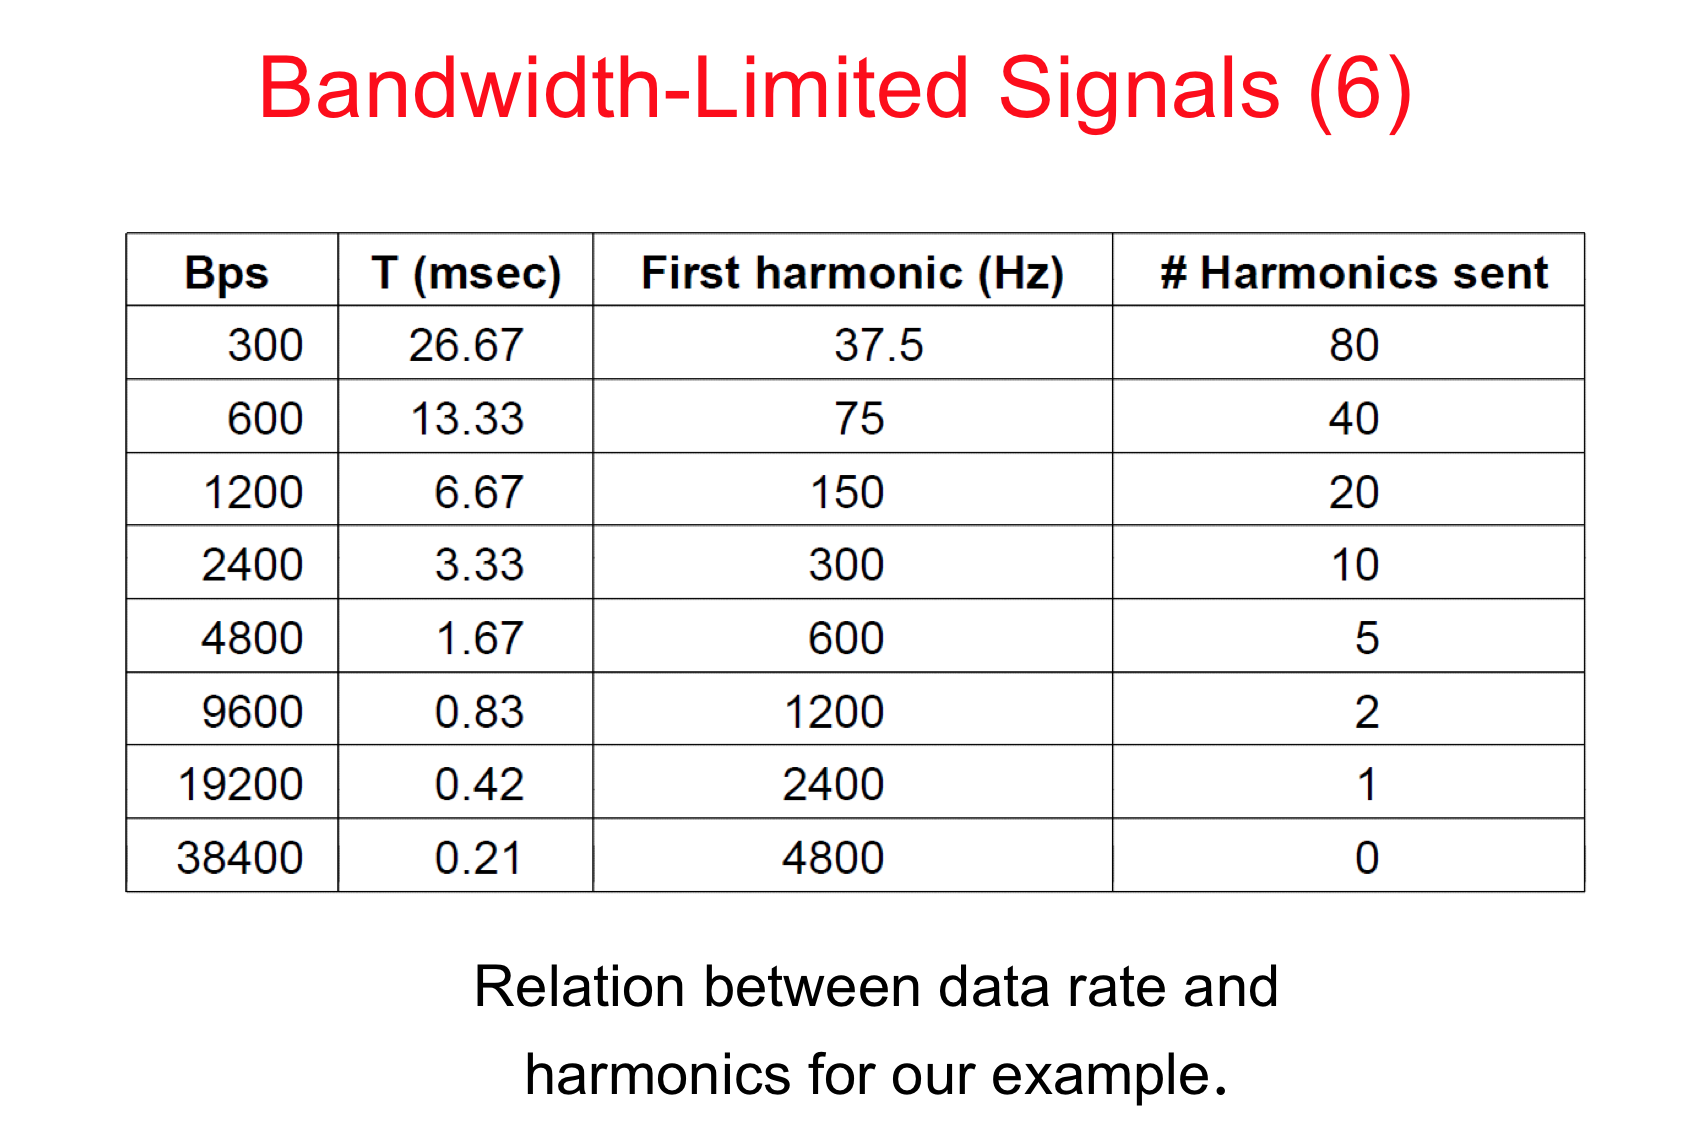 Bandwidth-Limited Signals (6)
Bps T (msec) First harmonic (Hz) # Harmonics sent
300 26.67 37.5 80
600 13.33 75 40
1200 6.67 150 20
2400 3.33 300 10
4800 1.67 600 5
9600 0.83 1200 2
19200 0.42 2400 1
38400 0.21 4800 0
Relation between data rate and
harmonics for our example.